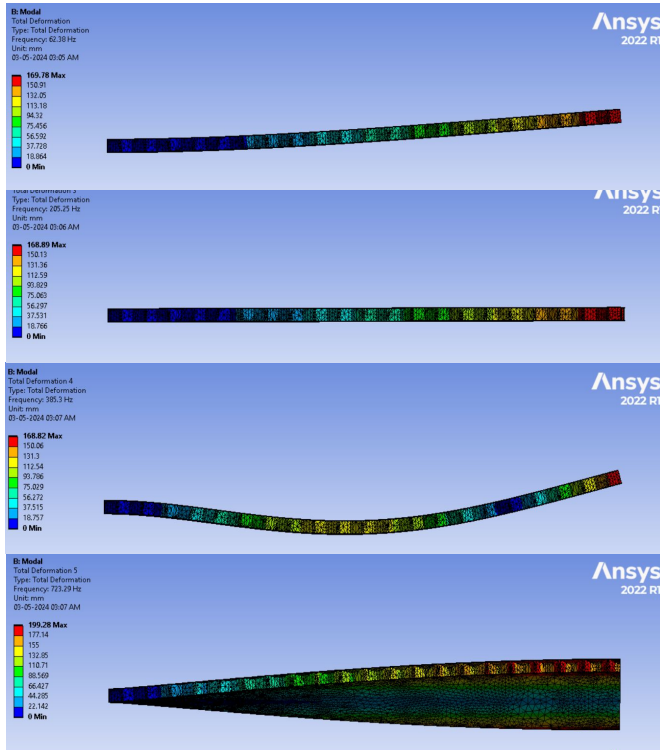 B: Modal
Total Deformation
Type: Total Deformation
Frequency: 62.38 Hz
Unit: mm
03-05-2024 03:05 AM
169.78 Max
150.91
132.05
113.18
94.32
75.456
56.592
37.728
18.864
0 Min
Ansys
2022 R1
Total Deformation 3
Type: Total Deformation
Frequency: 205.25 Hz
Unit: mm
03-05-2024 03:06 AM
168.89 Max
150.13
131.36
112.59
93.829
75.063
56.297
37.531
18.766
0 Min
Ansys
2022 R1
B: Modal
Total Deformation 4
Type: Total Deformation
Frequency: 385.3 Hz
Unit: mm
03-05-2024 03:07 AM
168.82 Max
150.06
131.3
112.54
93.786
75.029
56.272
37.515
18.757
0 Min
Ansys
2022 R1
B: Modal
Total Deformation 5
Type: Total Deformation
Frequency: 723.29 Hz
Unit: mm
03-05-2024 03:07 AM
199.28 Max
177.14
155
132.85
110.71
88.569
66.427
44.285
22.142
0 Min
Ansys
2022 R1